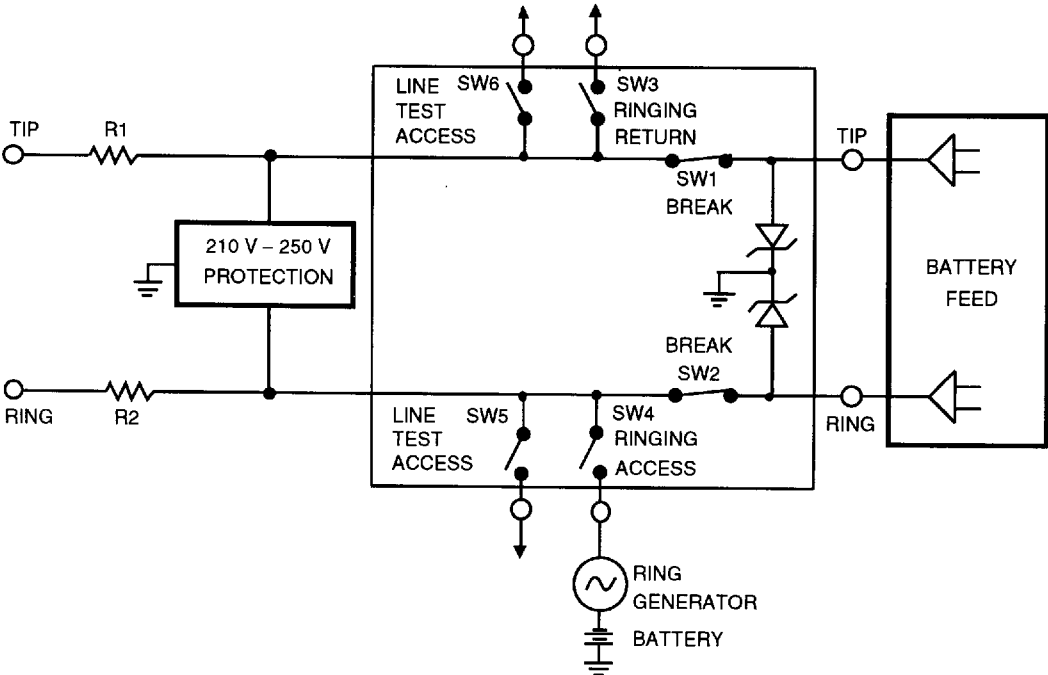 LINE
TEST
ACCESS
SW6
SW3
RINGING
RETURN
TIP
R1
SW1
BREAK
TIP
210 V – 250 V
PROTECTION
BATTERY
FEED
BREAK
SW2
RING
R2
LINE
TEST
ACCESS
SW5
SW4
RINGING
ACCESS
RING
RING
GENERATOR
BATTERY